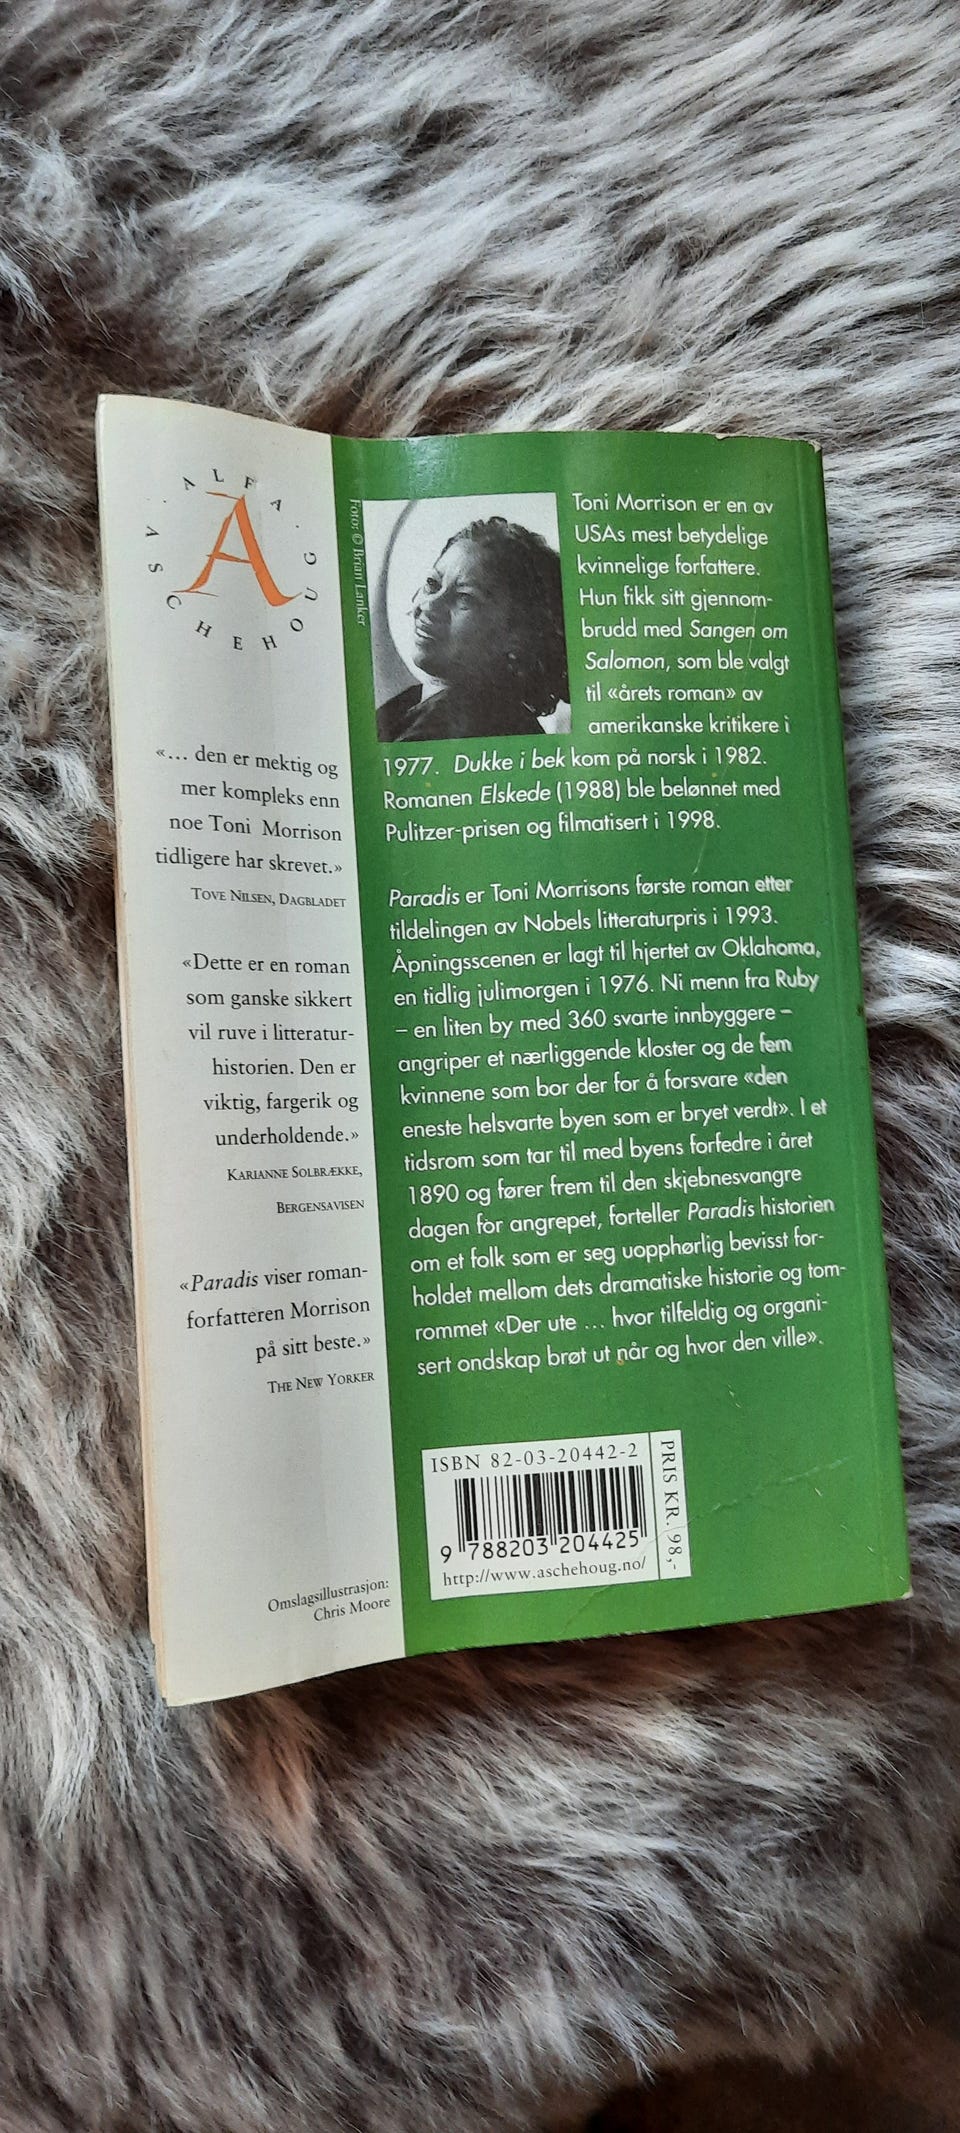 ALFA · ASCHEHOUG ·
A
«... den er mektig og
mer kompleks enn
noe Toni Morrison
tidligere har skrevet.»
TOVE NILSEN, DAGBLADET
«Dette er en roman
som ganske sikkert
vil ruve i litteratur-
historien. Den er
viktig, fargerik og
underholdende.»
KARIANNE SOLBRÆKKE,
BERGENSAVISEN
«Paradis viser roman-
forfatteren Morrison
på sitt beste.»
THE NEW YORKER
Omslagsillustrasjon:
Chris Moore
Foto: © Brian Lanker
Toni Morrison er en av
USAs mest betydelige
kvinnelige forfattere.
Hun fikk sitt gjennom-
brudd med Sangen om
Salomon, som ble valgt
til «årets roman» av
amerikanske kritikere i
1977. Dukke i bek kom på norsk i 1982.
Romanen Elskede (1988) ble belønnet med
Pulitzer-prisen og filmatisert i 1998.
Paradis er Toni Morrisons første roman etter
tildelingen av Nobels litteraturpris i 1993.
Åpningsscenen er lagt til hjertet av Oklahoma,
en tidlig julimorgen i 1976. Ni menn fra Ruby
– en liten by med 360 svarte innbyggere –
angriper et nærliggende kloster og de fem
kvinnene som bor der for å forsvare «den
eneste helsvarte byen som er bryet verdt». I et
tidsrom som tar til med byens forfedre i året
1890 og fører frem til den skjebnesvangre
dagen for angrepet, forteller Paradis historien
om et folk som er seg uopphørlig bevisst for-
holdet mellom dets dramatiske historie og tom-
rommet «Der ute ... hvor tilfeldig og organi-
sert ondskap brøt ut når og hvor den ville».
ISBN 82-03-20442-2
9 788203 204425
http://www.aschehoug.no/
PRIS KR. 98,-